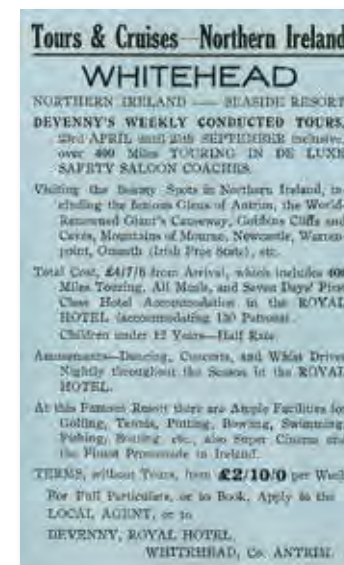 Tours & Cruises—Northern Ireland
WHITEHEAD
NORTHERN IRELAND —— SEASIDE RESORT
DEVENNY'S WEEKLY CONDUCTED TOURS,
23rd APRIL until 25th SEPTEMBER inclusive,
over 400 Miles TOURING IN DE LUXE
SAFETY SALOON COACHES.
Visiting the Beauty Spots in Northern Ireland, in-
cluding the famous Glens of Antrim, the World-
Renowned Giant's Causeway, Gobbins Cliffs and
Caves, Mountains of Mourne, Newcastle, Warren-
point, Omeath (Irish Free State), etc.
Total Cost, £4/7/6 from Arrival, which includes 400
Miles Touring, All Meals, and Seven Days' First
Class Hotel Accommodation in the ROYAL
HOTEL (accommodating 130 Patrons).
Children under 12 Years—Half Rate
Amusements—Dancing, Concerts, and Whist Drives
Nightly throughout the Season in the ROYAL
HOTEL.
At this Famous Resort there are Ample Facilities for
Golfing, Tennis, Putting, Bowling, Swimming,
Fishing, Boating etc., also Super Cinema and
the Finest Promenade in Ireland.
TERMS, without Tours, from £2/10/0 per Week
For Full Particulars, or to Book, Apply to the
LOCAL AGENT, or to
DEVENNY, ROYAL HOTEL,
WHITEHEAD, Co. ANTRIM.